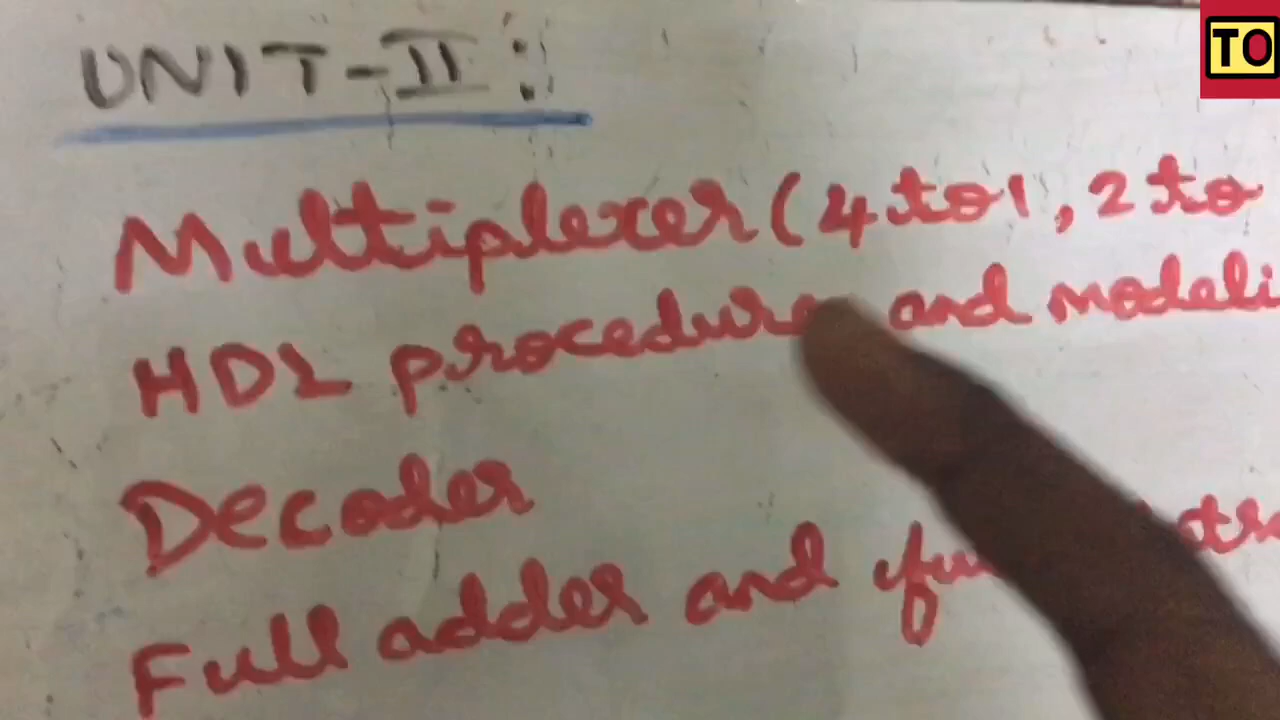 TO
UNIT-II:
Multiplexer (4 to 1, 2 to
HDL procedure and modeli
Decoder
Full adder and